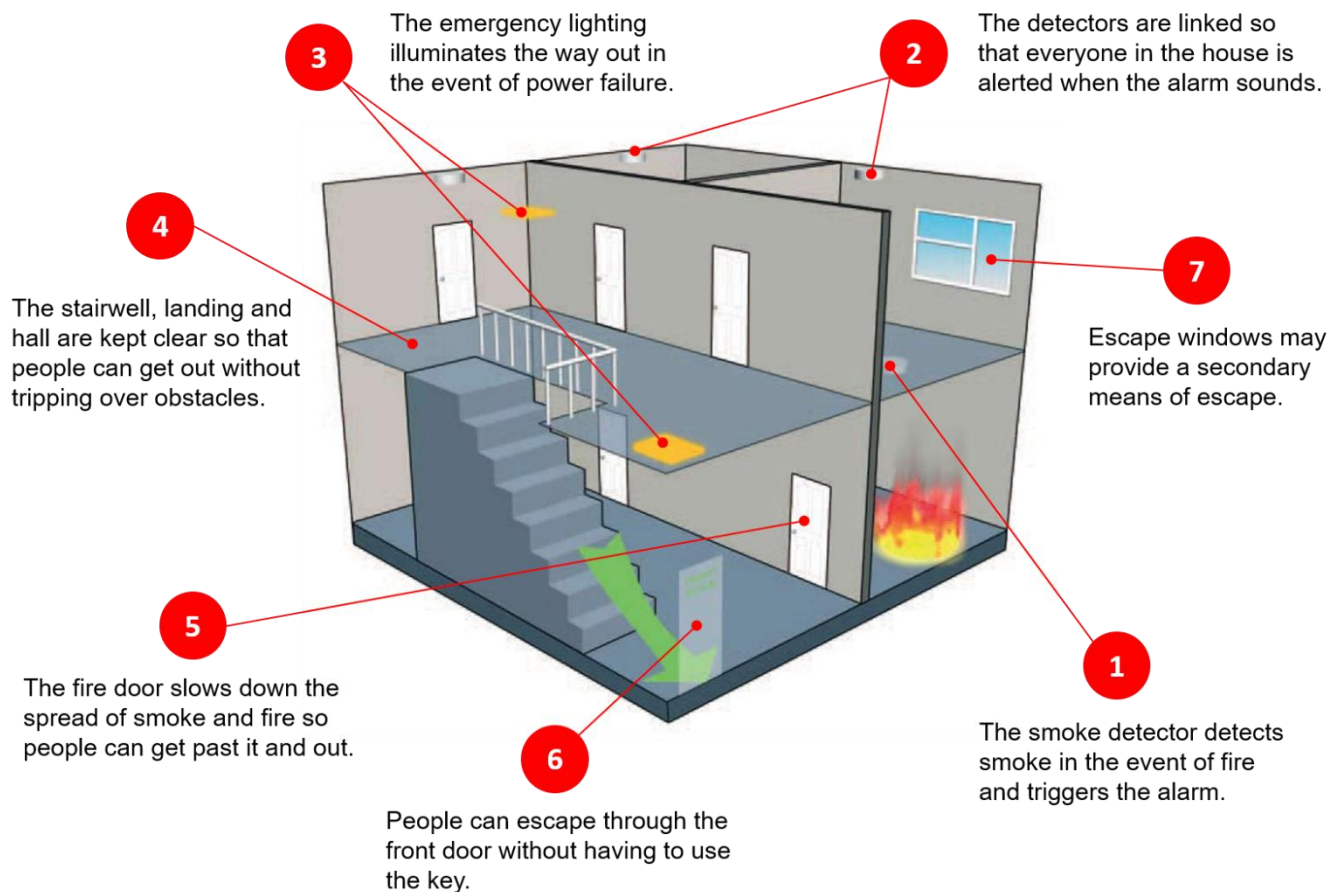 3
The emergency lighting
illuminates the way out in
the event of power failure.
2
The detectors are linked so
that everyone in the house is
alerted when the alarm sounds.
4
The stairwell, landing and
hall are kept clear so that
people can get out without
tripping over obstacles.
7
Escape windows may
provide a secondary
means of escape.
5
The fire door slows down the
spread of smoke and fire so
people can get past it and out.
6
People can escape through the
front door without having to use
the key.
1
The smoke detector detects
smoke in the event of fire
and triggers the alarm.